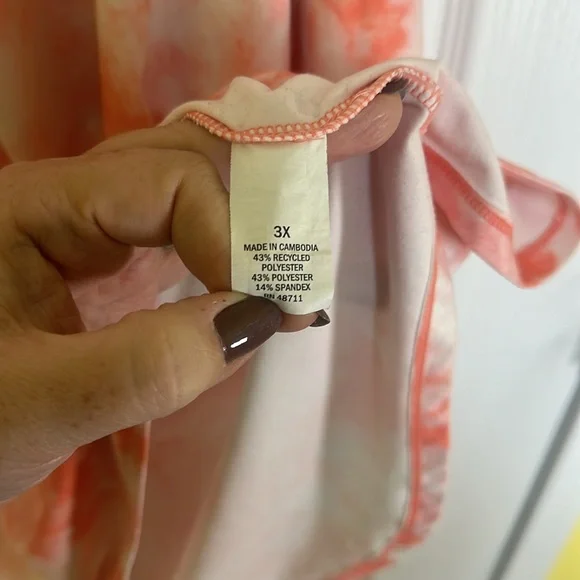 3X
MADE IN CAMBODIA
43% RECYCLED
POLYESTER
43% POLYESTER
14% SPANDEX
RN 48711